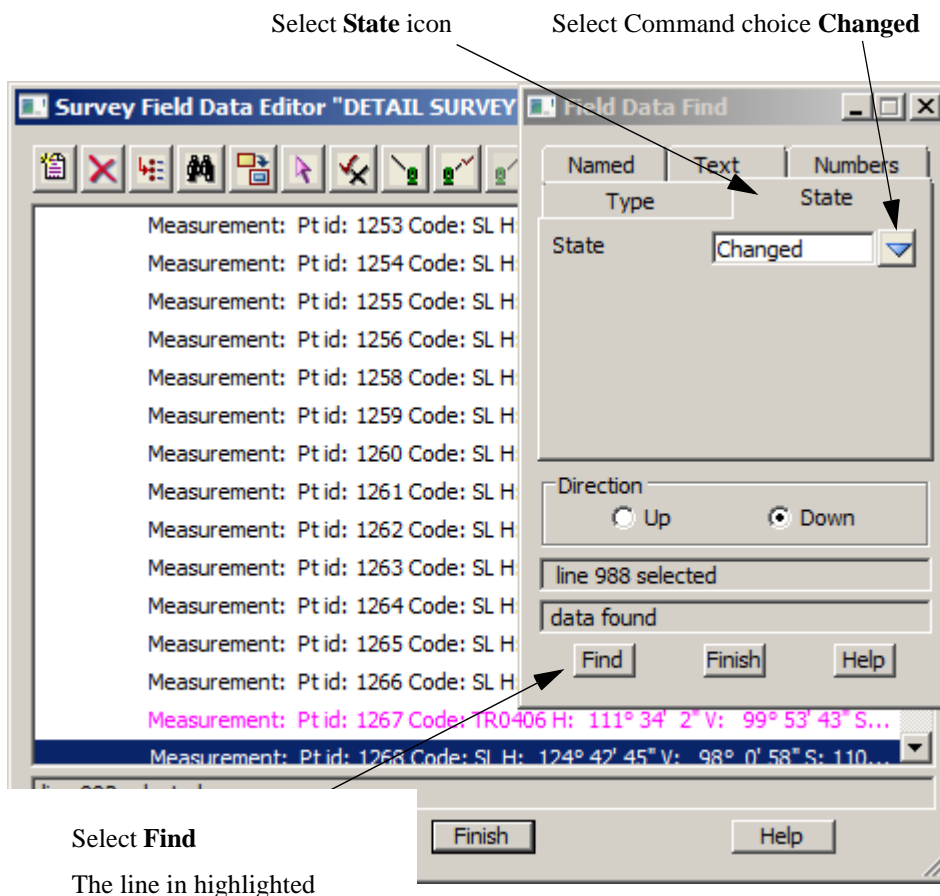 Select State icon
Select Command choice Changed
Survey Field Data Editor "DETAIL SURVEY
Field Data Find
Named
Text
Numbers
Type
State
State
Changed
Measurement: Pt id: 1253 Code: SL H:
Measurement: Pt id: 1254 Code: SL H:
Measurement: Pt id: 1255 Code: SL H:
Measurement: Pt id: 1256 Code: SL H:
Measurement: Pt id: 1258 Code: SL H:
Measurement: Pt id: 1259 Code: SL H:
Measurement: Pt id: 1260 Code: SL H:
Measurement: Pt id: 1261 Code: SL H:
Measurement: Pt id: 1262 Code: SL H:
Measurement: Pt id: 1263 Code: SL H:
Measurement: Pt id: 1264 Code: SL H:
Measurement: Pt id: 1265 Code: SL H:
Measurement: Pt id: 1266 Code: SL H:
Measurement: Pt id: 1267 Code: TR0406 H: 111° 34' 2" V: 99° 53' 43" S...
Measurement: Pt id: 1268 Code: SL H: 124° 42' 45" V: 98° 0' 58" S: 110...
Direction
Up
Down
line 988 selected
data found
Find
Finish
Help
Finish
Help
Select Find
The line in highlighted